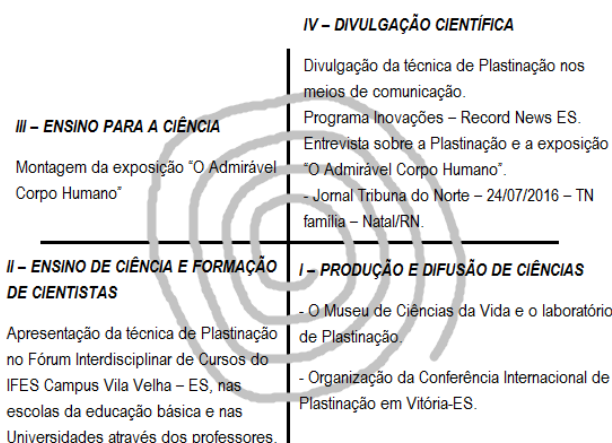 IV – DIVULGAÇÃO CIENTÍFICA
Divulgação da técnica de Plastinação nos
meios de comunicação.
Programa Inovações – Record News ES.
Entrevista sobre a Plastinação e a exposição
“O Admirável Corpo Humano”.
- Jornal Tribuna do Norte – 24/07/2016 – TN
família – Natal/RN.
III – ENSINO PARA A CIÊNCIA
Montagem da exposição “O Admirável
Corpo Humano”
II – ENSINO DE CIÊNCIA E FORMAÇÃO
DE CIENTISTAS
Apresentação da técnica de Plastinação
no Fórum Interdisciplinar de Cursos do
IFES Campus Vila Velha – ES, nas
escolas da educação básica e nas
Universidades através dos professores.
I – PRODUÇÃO E DIFUSÃO DE CIÊNCIAS
- O Museu de Ciências da Vida e o laboratório
de Plastinação.
- Organização da Conferência Internacional de
Plastinação em Vitória-ES.